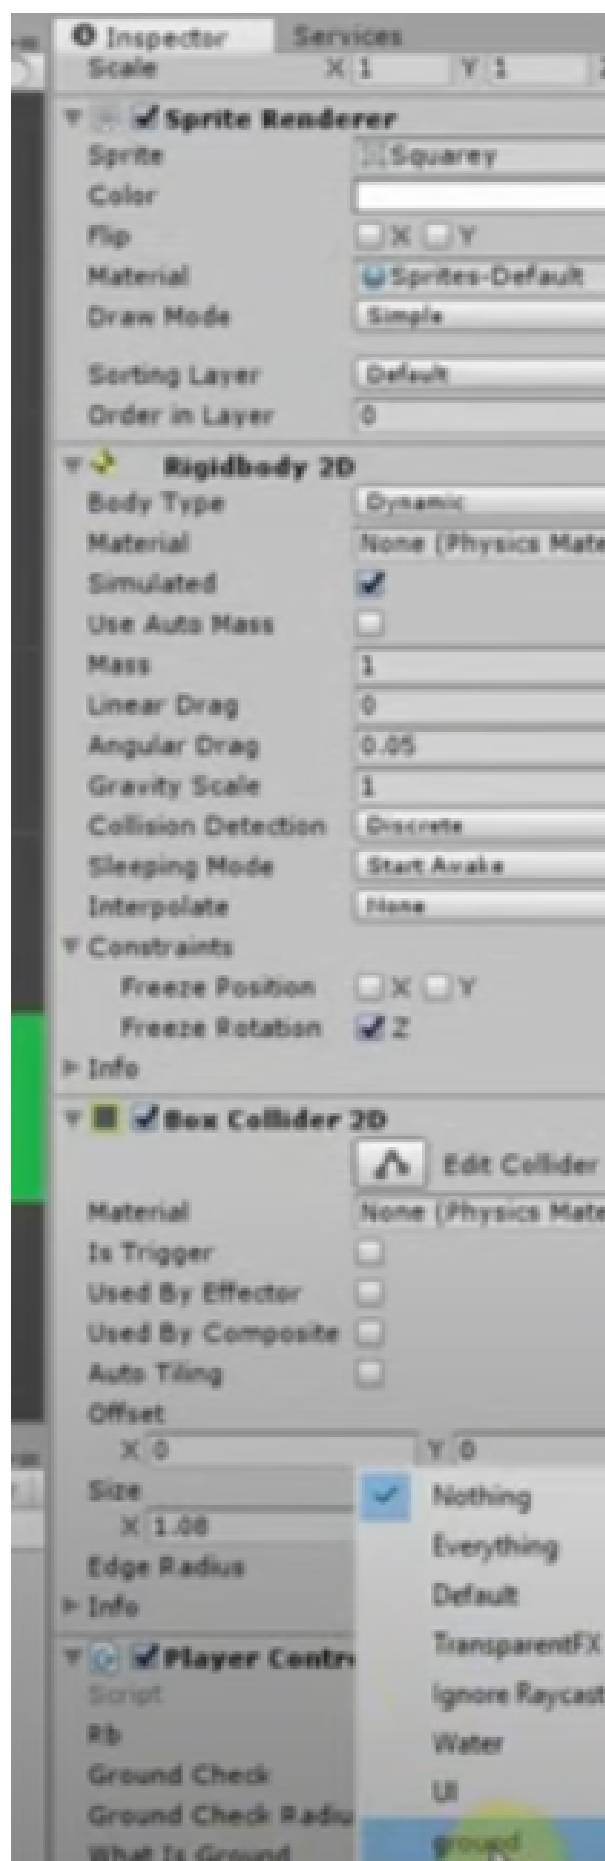 Inspector Services
Scale X 1 Y 1
Sprite Renderer
Sprite Squarey
Color
Flip X Y
Material Sprites-Default
Draw Mode Simple
Sorting Layer Default
Order in Layer 0
Rigidbody 2D
Body Type Dynamic
Material None (Physics Mate
Simulated
Use Auto Mass
Mass 1
Linear Drag 0
Angular Drag 0.05
Gravity Scale 1
Collision Detection Discrete
Sleeping Mode Start Awake
Interpolate None
Constraints
Freeze Position X Y
Freeze Rotation Z
Info
Box Collider 2D
Edit Collider
Material None (Physics Mate
Is Trigger
Used By Effector
Used By Composite
Auto Tiling
Offset
X 0 Y 0
Size Nothing
X 1.08
Everything
Edge Radius
Default
Info
TransparentFX
Player Contr
Script Ignore Raycast
Rb Water
Ground Check UI
Ground Check Radiu
What Is Ground ground